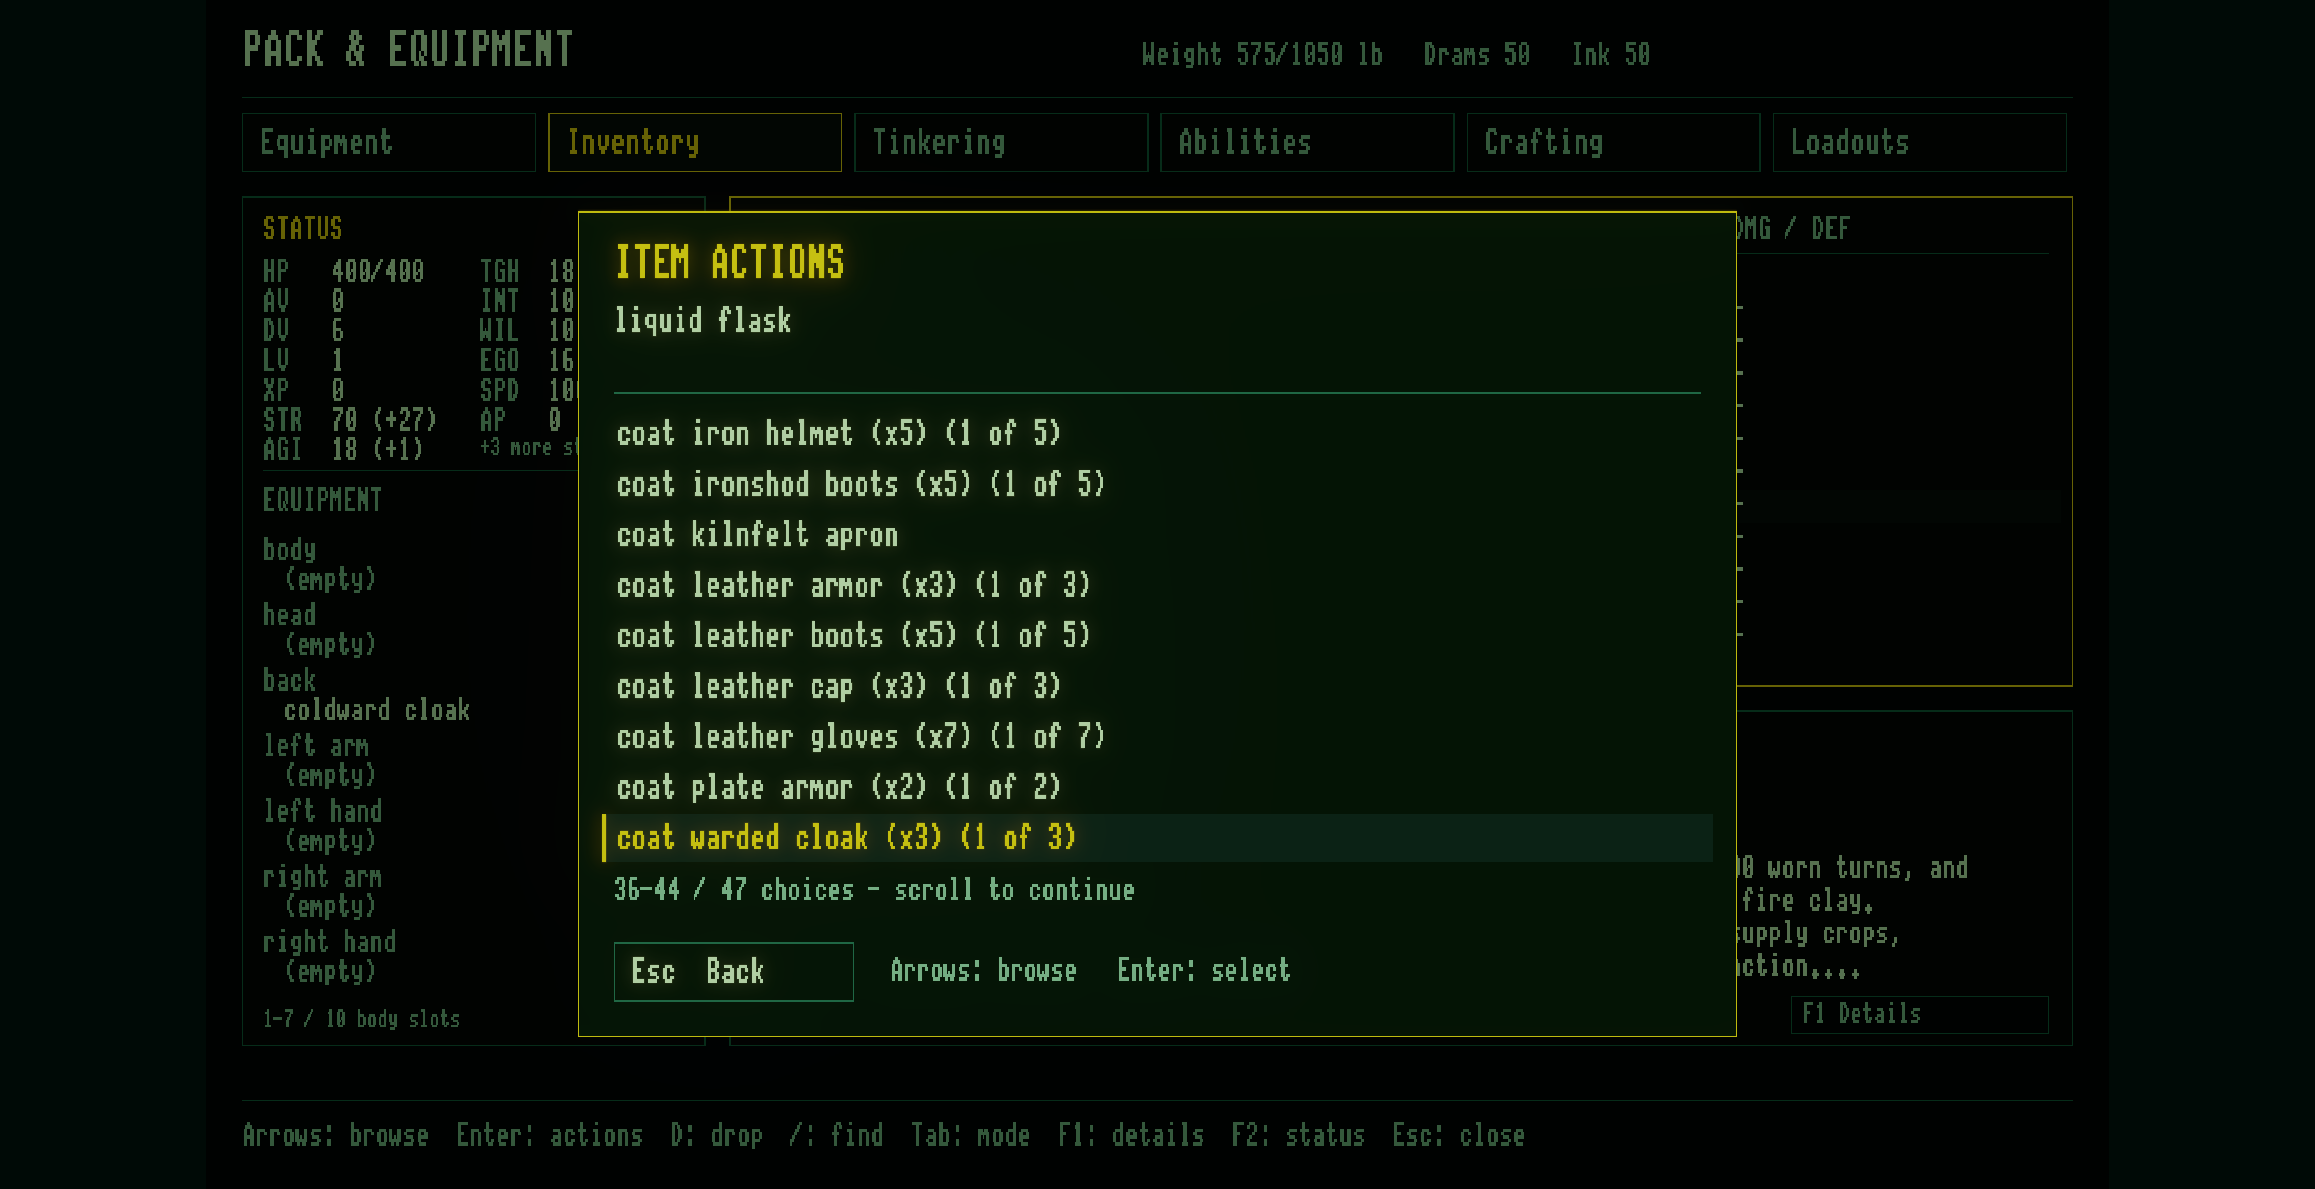 PACK & EQUIPMENT
Weight 575/1050 lb Drams 50 Ink 50
Equipment Inventory Tinkering Abilities Crafting Loadouts
STATUS
HP 400/400 TGH 18
AV 0 INT 10
DV 6 WIL 10
LV 1 EGO 16
XP 0 SPD
STR 70 (+27) AP 0
AGI 18 (+1) +3 more
EQUIPMENT
body
(empty)
head
(empty)
back
coldward cloak
left arm
(empty)
left hand
(empty)
right arm
(empty)
right hand
(empty)
1-7 / 10 body slots
ITEM ACTIONS
liquid flask
coat iron helmet (x5) (1 of 5)
coat ironshod boots (x5) (1 of 5)
coat kilnfelt apron
coat leather armor (x3) (1 of 3)
coat leather boots (x5) (1 of 5)
coat leather cap (x3) (1 of 3)
coat leather gloves (x7) (1 of 7)
coat plate armor (x2) (1 of 2)
coat warded cloak (x3) (1 of 3)
36-44 / 47 choices - scroll to continue
Esc Back Arrows: browse Enter: select
DMG / DEF
worn turns, and
fire clay.
crops,
F1 Details
Arrows: browse Enter: actions D: drop /: find Tab: mode F1: details F2: status Esc: close